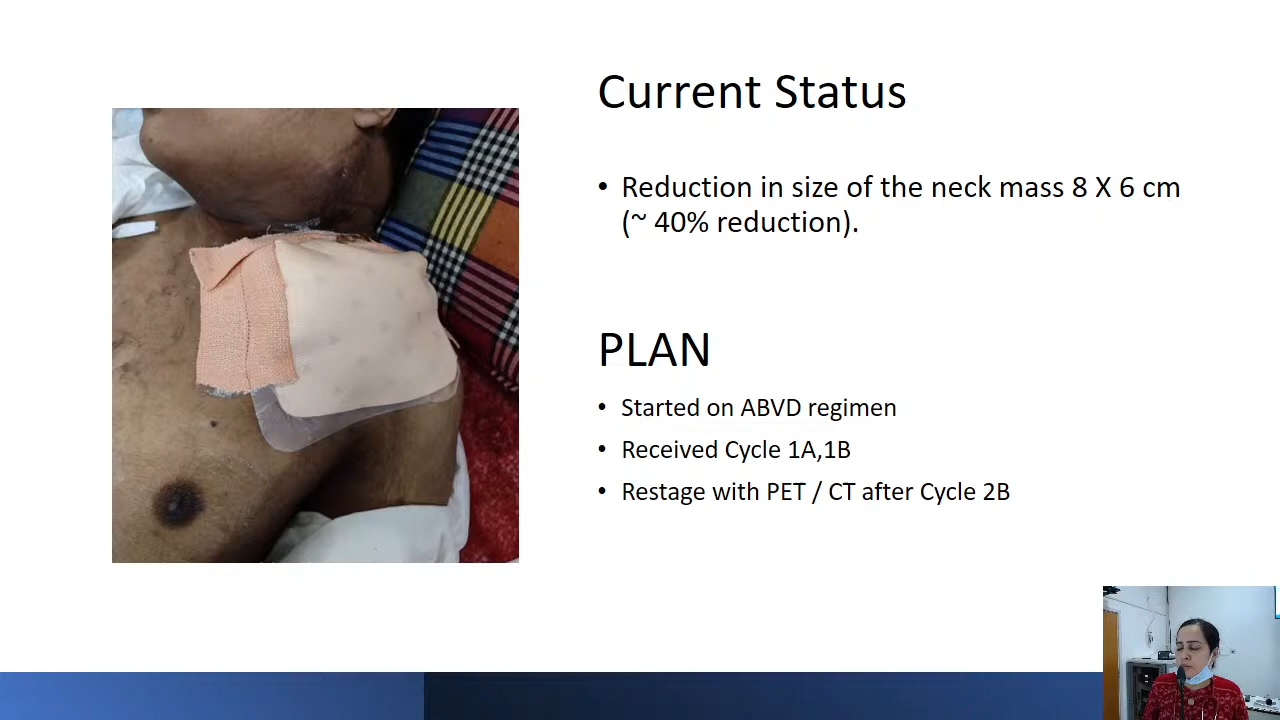 Current Status
• Reduction in size of the neck mass 8 X 6 cm
(~ 40% reduction).
PLAN
• Started on ABVD regimen
• Received Cycle 1A,1B
• Restage with PET / CT after Cycle 2B